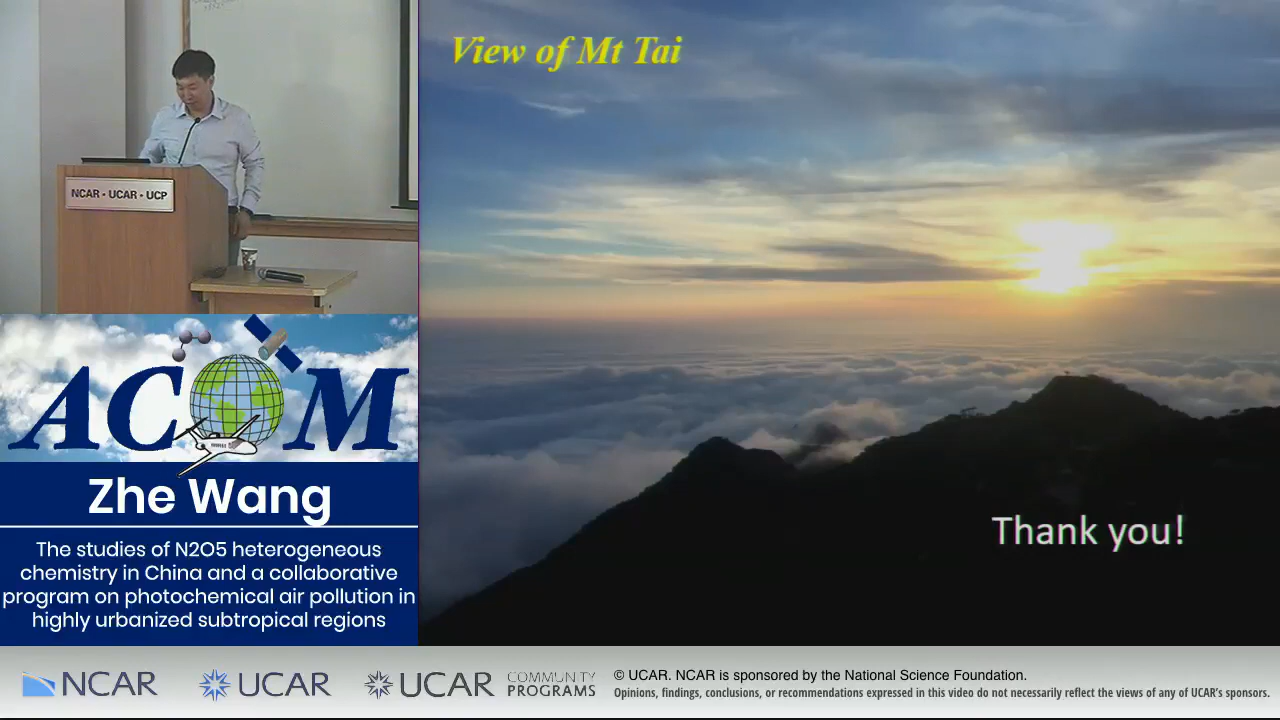 View of Mt Tai
NCAR • UCAR • UCP
ACOM
Zhe Wang
The studies of N2O5 heterogeneous
chemistry in China and a collaborative
program on photochemical air pollution in
highly urbanized subtropical regions
Thank you!
NCAR
UCAR
UCAR
COMMUNITY
PROGRAMS
© UCAR. NCAR is sponsored by the National Science Foundation.
Opinions, findings, conclusions, or recommendations expressed in this video do not necessarily reflect the views of any of UCAR's sponsors.